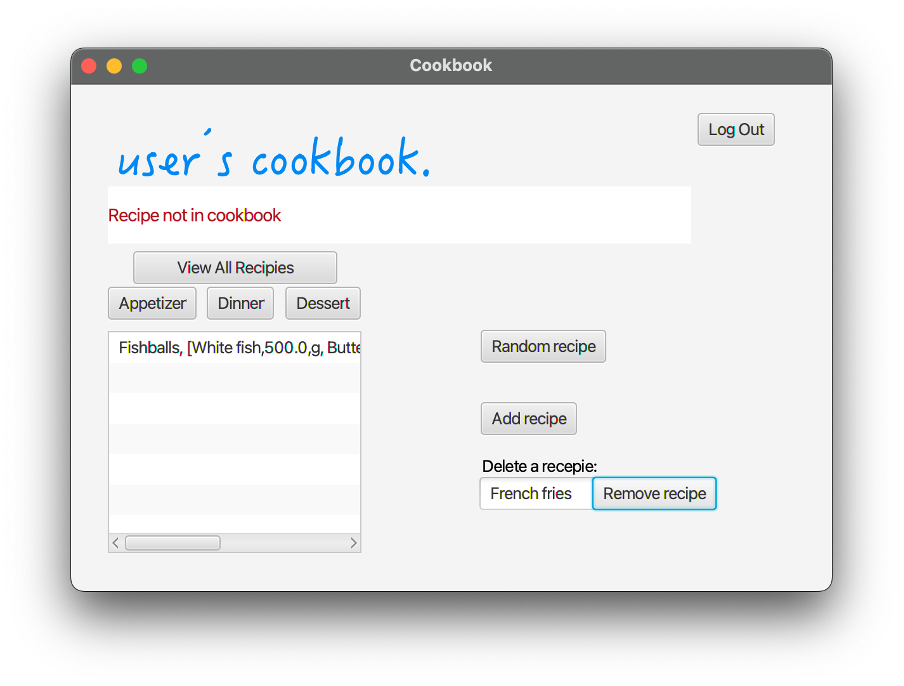 Cookbook
Log Out
user's cookbook.
Recipe not in cookbook
View All Recipies
Appetizer Dinner Dessert
Fishballs, [White fish,500.0,g, Butte
Random recipe
Add recipe
Delete a recepie:
French fries Remove recipe